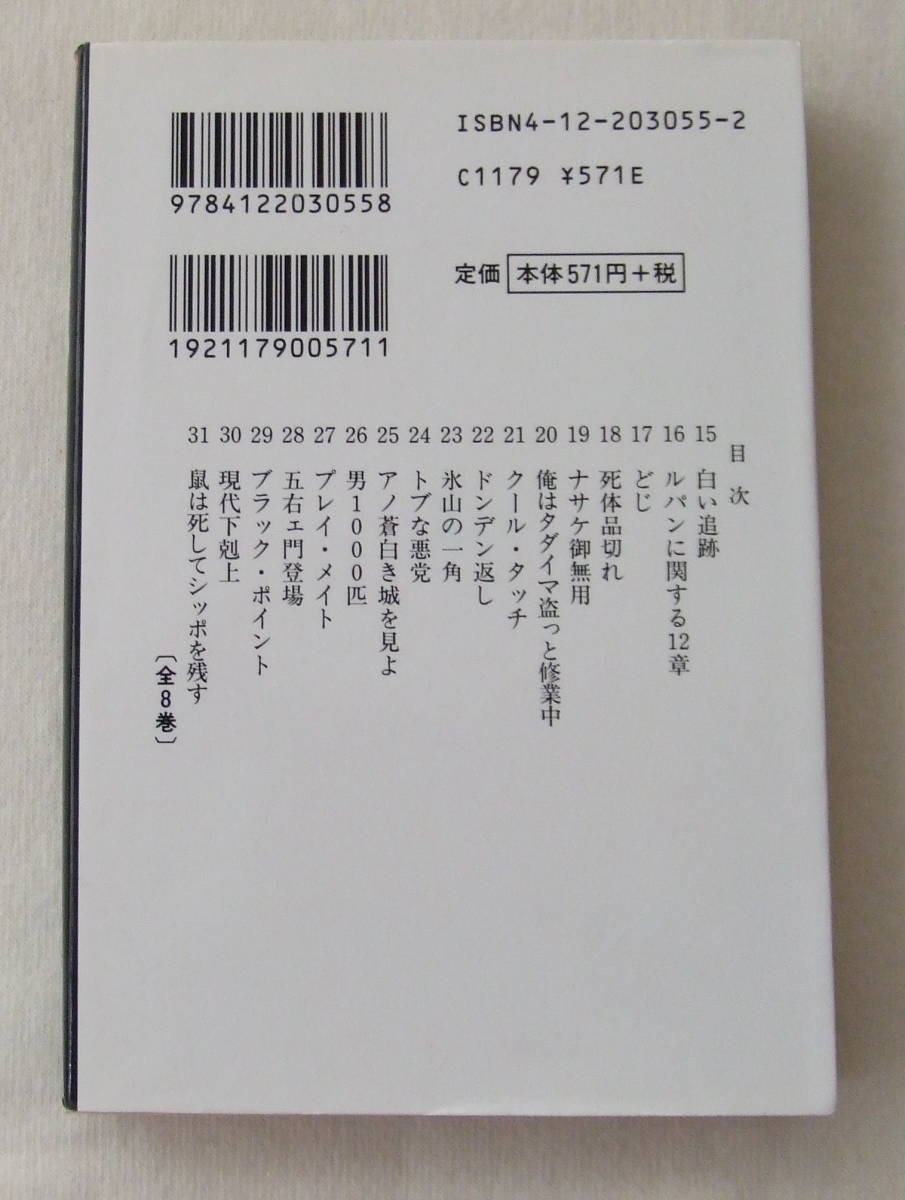 ISBN4-12-203055-2
C1179 ¥571E
9784122030558
定価 本体571円+税
1921179005711
目次
15 白い追跡
16 ルパンに関する12章
17 どじ
18 死体品切れ
19 ナサケ御無用
20 俺はタダイマ盗っと修業中
21 クール・タッチ
22 ドンデン返し
23 氷山の一角
24 トブな悪党
25 アノ蒼白き城を見よ
26 男1000匹
27 プレイ・メイト
28 五右ェ門登場
29 ブラック・ポイント
30 現代下剋上
31 鼠は死してシッポを残す
〔全8巻〕